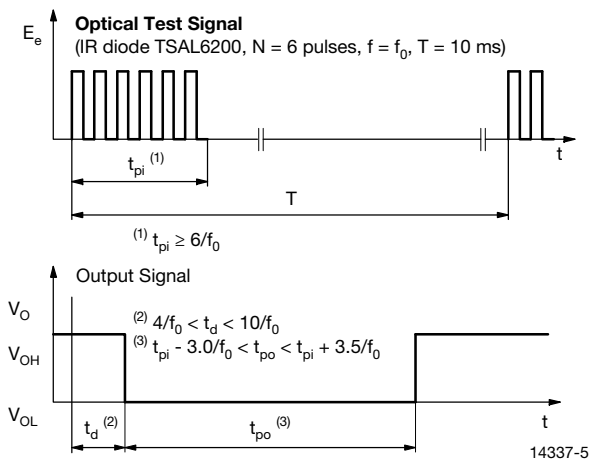 Optical Test Signal
(IR diode TSAL6200, N = 6 pulses, f = f₀, T = 10 ms)
Eₑ
t
t_pi ⁽¹⁾
T
⁽¹⁾ t_pi ≥ 6/f₀
Output Signal
V_O
⁽²⁾ 4/f₀ < t_d < 10/f₀
⁽³⁾ t_pi - 3.0/f₀ < t_po < t_pi + 3.5/f₀
V_OH
V_OL
t_d ⁽²⁾
t_po ⁽³⁾
t
14337-5